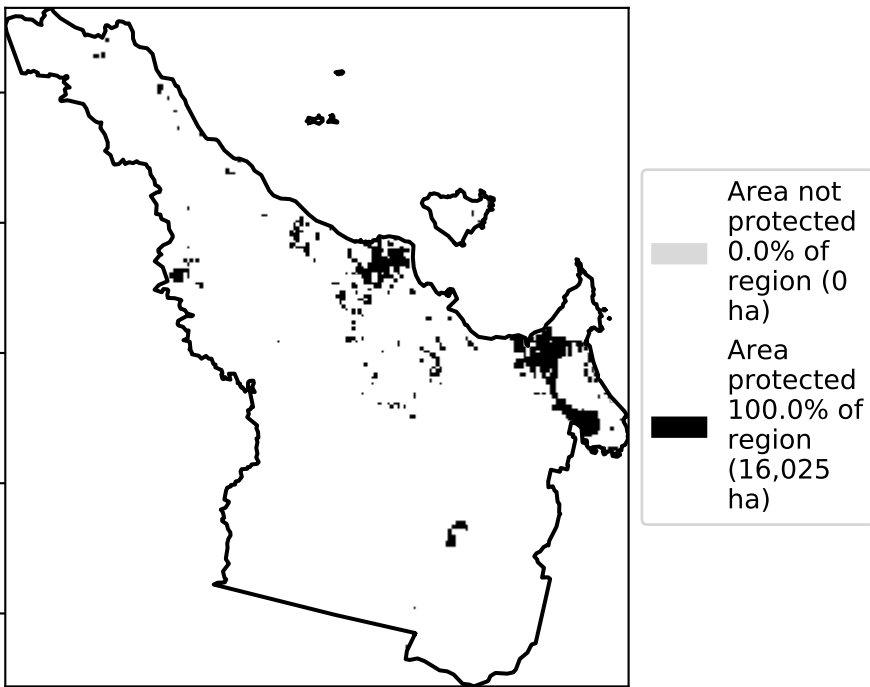 Area not
protected
0.0% of
region (0
ha)
Area
protected
100.0% of
region
(16,025
ha)